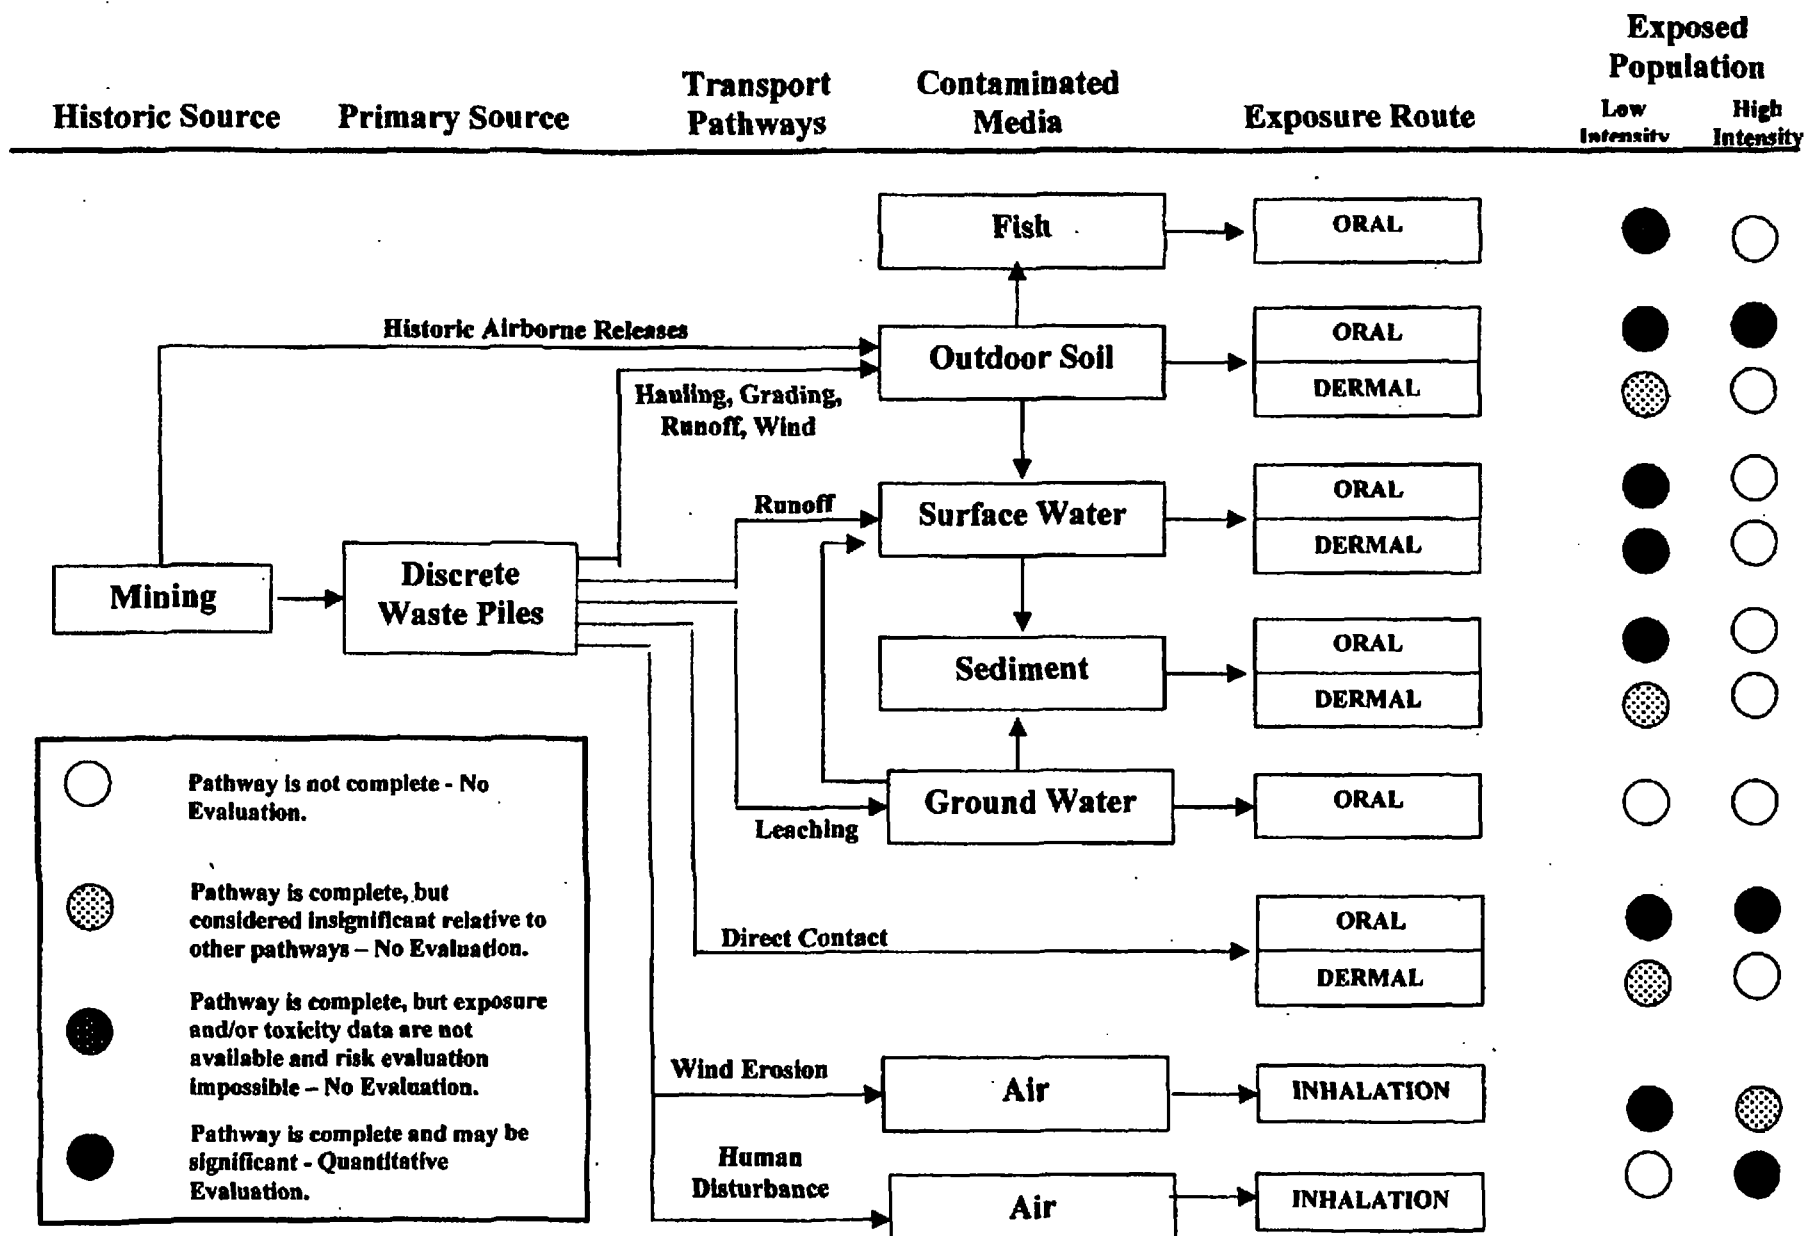 Exposed
Population
Transport
Pathways
Contaminated
Media
Historic Source
Primary Source
Exposure Route
Low
Intensity
High
Intensity
Fish
ORAL
Historic Airborne Releases
Outdoor Soil
ORAL
DERMAL
Hauling, Grading,
Runoff, Wind
Runoff
Surface Water
ORAL
DERMAL
Mining
Discrete
Waste Piles
Sediment
ORAL
DERMAL
Ground Water
ORAL
Leaching
Pathway is not complete - No
Evaluation.
Pathway is complete, but
considered insignificant relative to
other pathways – No Evaluation.
Pathway is complete, but exposure
and/or toxicity data are not
available and risk evaluation
impossible – No Evaluation.
Pathway is complete and may be
significant - Quantitative
Evaluation.
Direct Contact
ORAL
DERMAL
Wind Erosion
Air
INHALATION
Human
Disturbance
Air
INHALATION